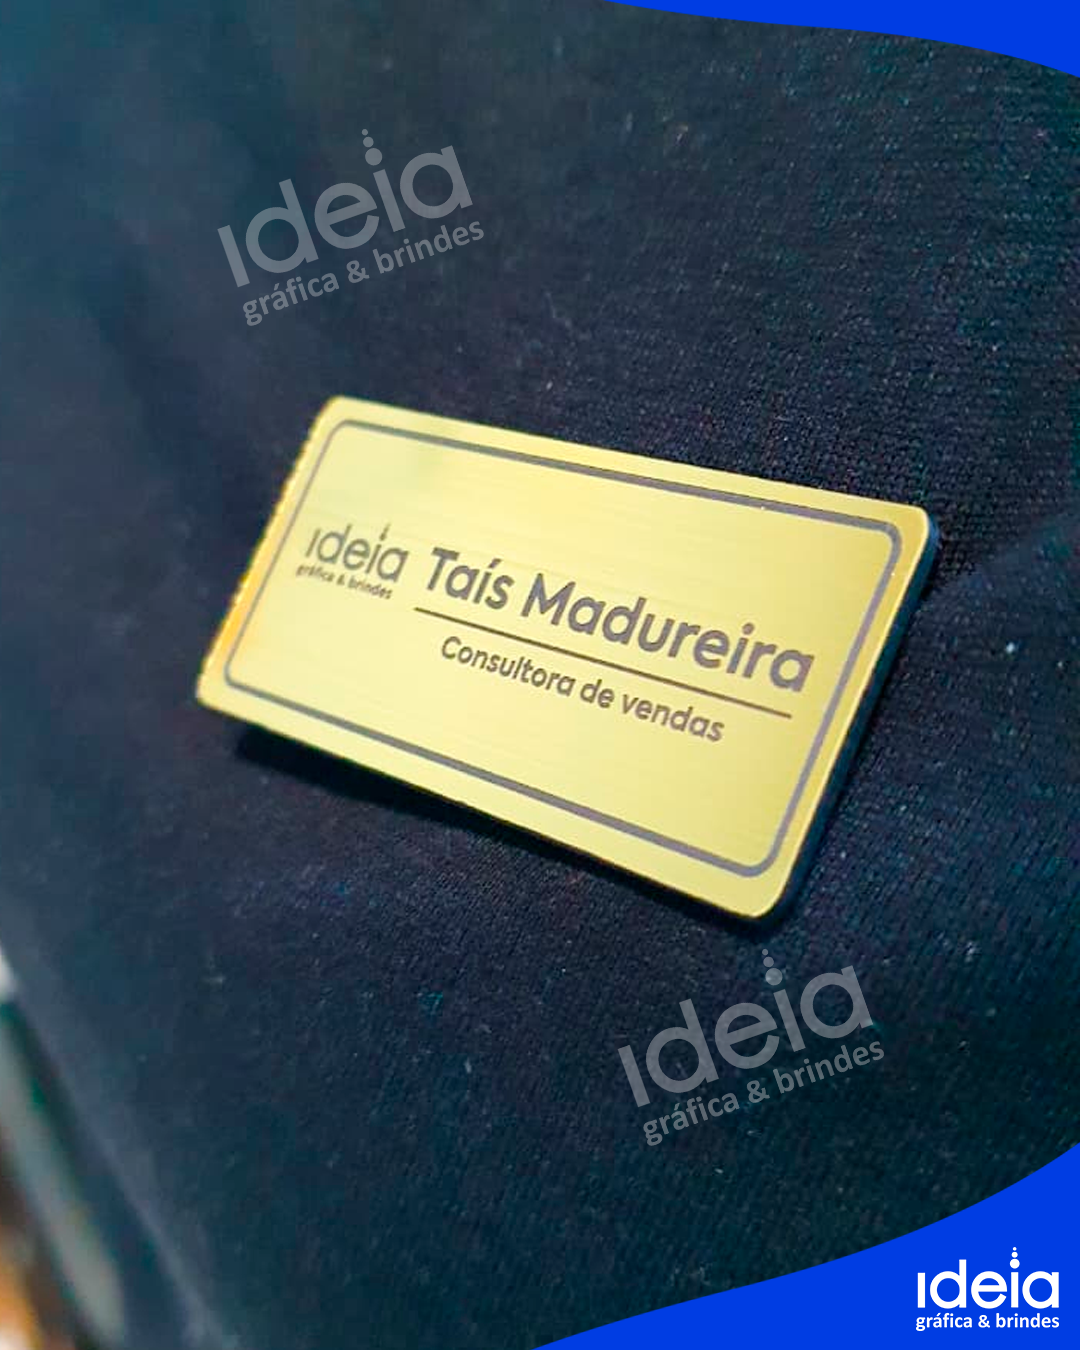 ideia
gráfica & brindes
ideia
gráfica & brindes
Taís Madureira
Consultora de vendas
ideia
gráfica & brindes
ideia
gráfica & brindes